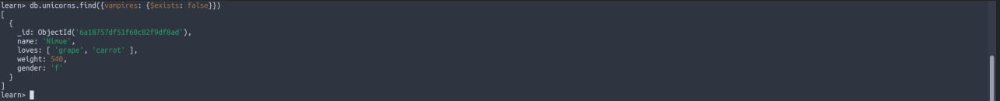 learn> db.unicorns.find({vampires: {$exists: false}})
[
  {
    _id: ObjectId('6a18757df51f60c82f9df8ad'),
    name: 'Nimue',
    loves: [ 'grape', 'carrot' ],
    weight: 540,
    gender: 'f'
  }
]
learn>